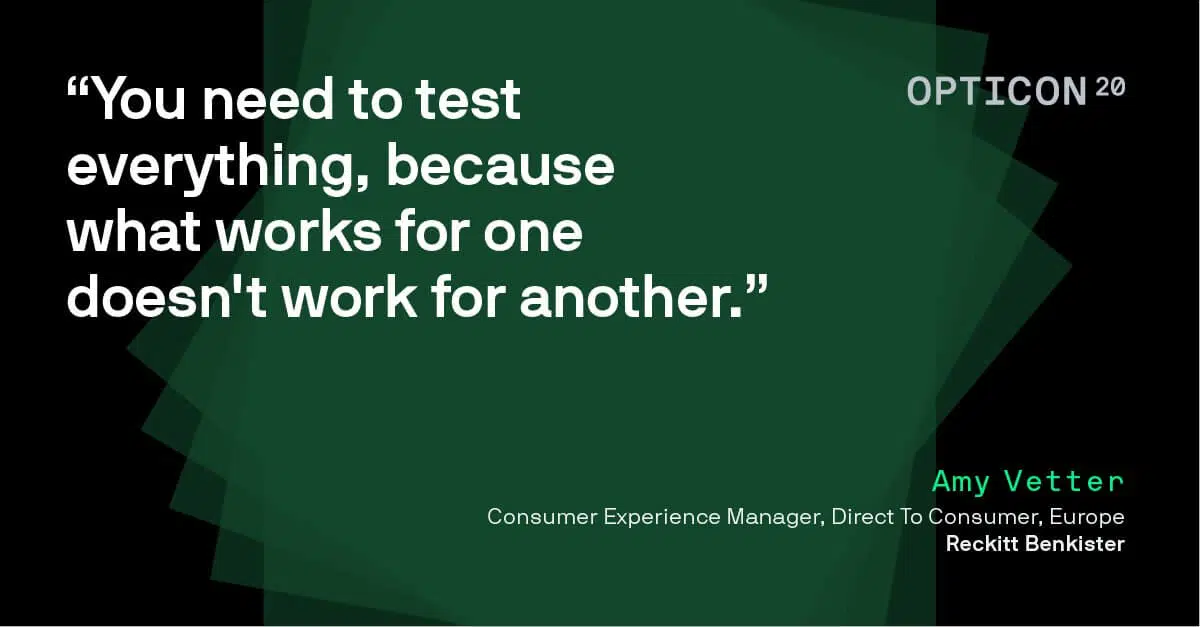 “You need to test
everything, because
what works for one
doesn't work for another.”
OPTICON 20
Amy Vetter
Consumer Experience Manager, Direct To Consumer, Europe
Reckitt Benkister